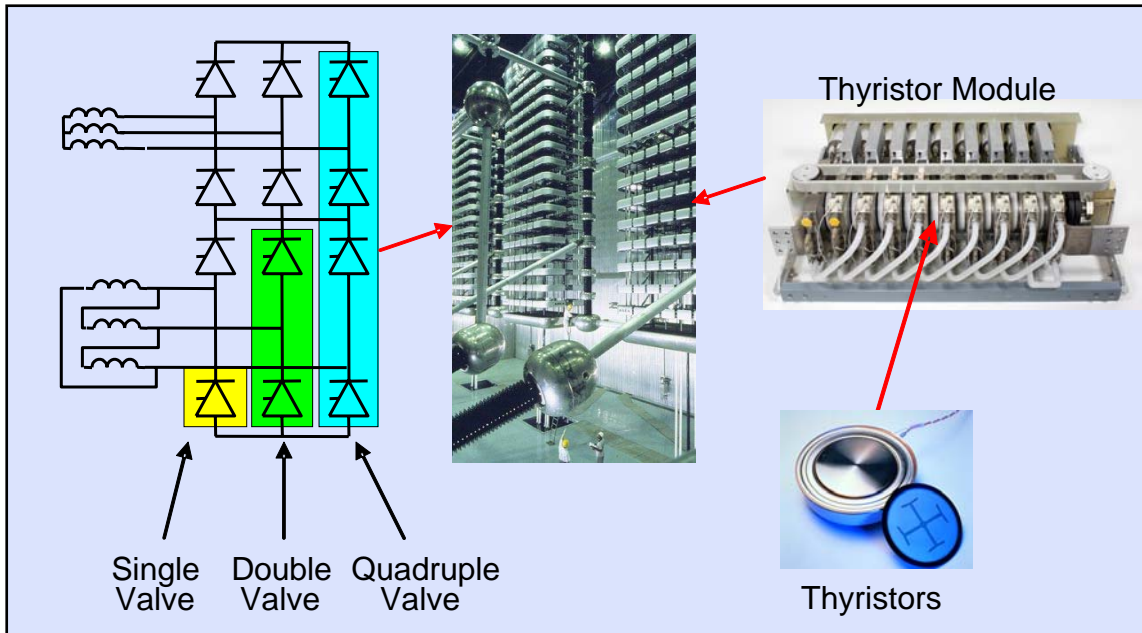 Thyristor Module
Single
Valve
Double
Valve
Quadruple
Valve
Thyristors